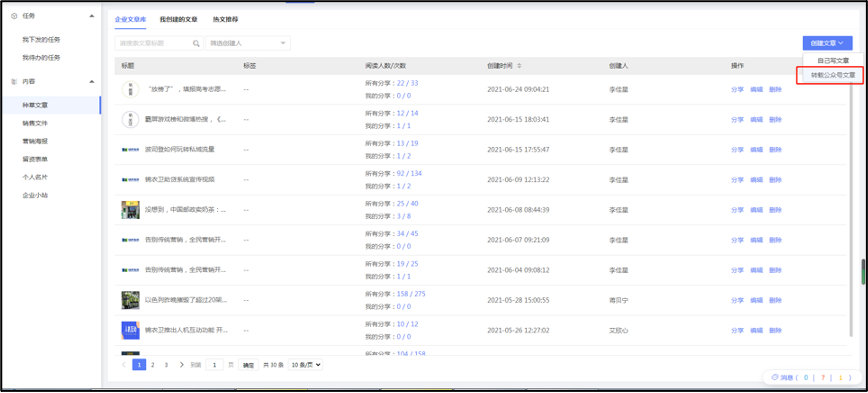 任务
我下发的任务
我待办的任务
内容
种草文章
销售文件
营销海报
留资表单
个人名片
企业小站
企业文章库 我创建的文章 热文推荐
请搜索文章标题 筛选创建人 创建文章
自己写文章
转载公众号文章
标题 标签 阅读人数/次数 创建时间 创建人 操作
“放榜了”，填报高考志愿... -- 所有分享：22 / 33 2021-06-24 09:04:21 李佳星 分享 编辑 删除
我的分享：0 / 0
霸屏游戏榜和微博热搜，《... -- 所有分享：12 / 14 2021-06-15 18:03:41 李佳星 分享 编辑 删除
我的分享：1 / 1
波司登如何玩转私域流量 -- 所有分享：13 / 19 2021-06-15 17:55:47 李佳星 分享 编辑 删除
我的分享：1 / 2
锦衣卫能贷系统宣传视频 -- 所有分享：92 / 134 2021-06-09 12:13:22 李佳星 分享 编辑 删除
我的分享：1 / 2
没想到，中国邮政卖奶茶：... -- 所有分享：25 / 40 2021-06-08 08:44:39 李佳星 分享 编辑 删除
我的分享：3 / 8
告别传统营销，全民营销开... -- 所有分享：34 / 45 2021-06-07 09:21:09 李佳星 分享 编辑 删除
我的分享：0 / 0
告别传统营销，全民营销开... -- 所有分享：19 / 25 2021-06-04 09:08:12 李佳星 分享 编辑 删除
我的分享：1 / 1
以色列昨晚摧毁了超过20架... -- 所有分享：158 / 275 2021-05-28 15:00:55 蒋贝宁 分享 编辑 删除
我的分享：0 / 0
锦衣卫推出人机互动功能 开... -- 所有分享：10 / 12 2021-05-26 12:27:02 艾欣心 分享 编辑 删除
我的分享：0 / 0
所有分享：104 / 158
1 2 3 到第 1 页 确定 共 30 条 10 条/页
消息 ( 0 | 7 | 1 )